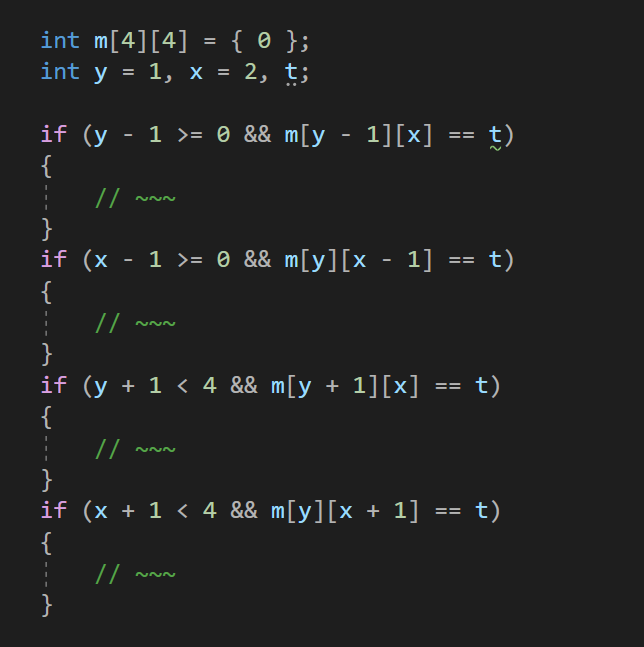 int m[4][4] = { 0 };
int y = 1, x = 2, t;
if (y - 1 >= 0 && m[y - 1][x] == t)
{
// ~~~
}
if (x - 1 >= 0 && m[y][x - 1] == t)
{
// ~~~
}
if (y + 1 < 4 && m[y + 1][x] == t)
{
// ~~~
}
if (x + 1 < 4 && m[y][x + 1] == t)
{
// ~~~
}